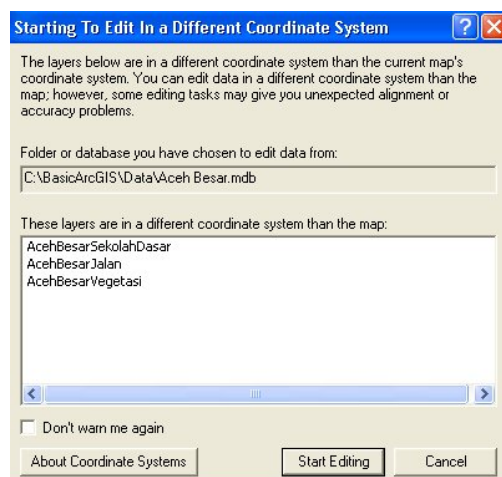 Starting To Edit In a Different Coordinate System
The layers below are in a different coordinate system than the current map's
coordinate system. You can edit data in a different coordinate system than the
map; however, some editing tasks may give you unexpected alignment or
accuracy problems.
Folder or database you have chosen to edit data from:
C:\BasicArcGIS\Data\Aceh Besar.mdb
These layers are in a different coordinate system than the map:
AcehBesarSekolahDasar
AcehBesarJalan
AcehBesarVegetasi
Don't warn me again
About Coordinate Systems Start Editing Cancel